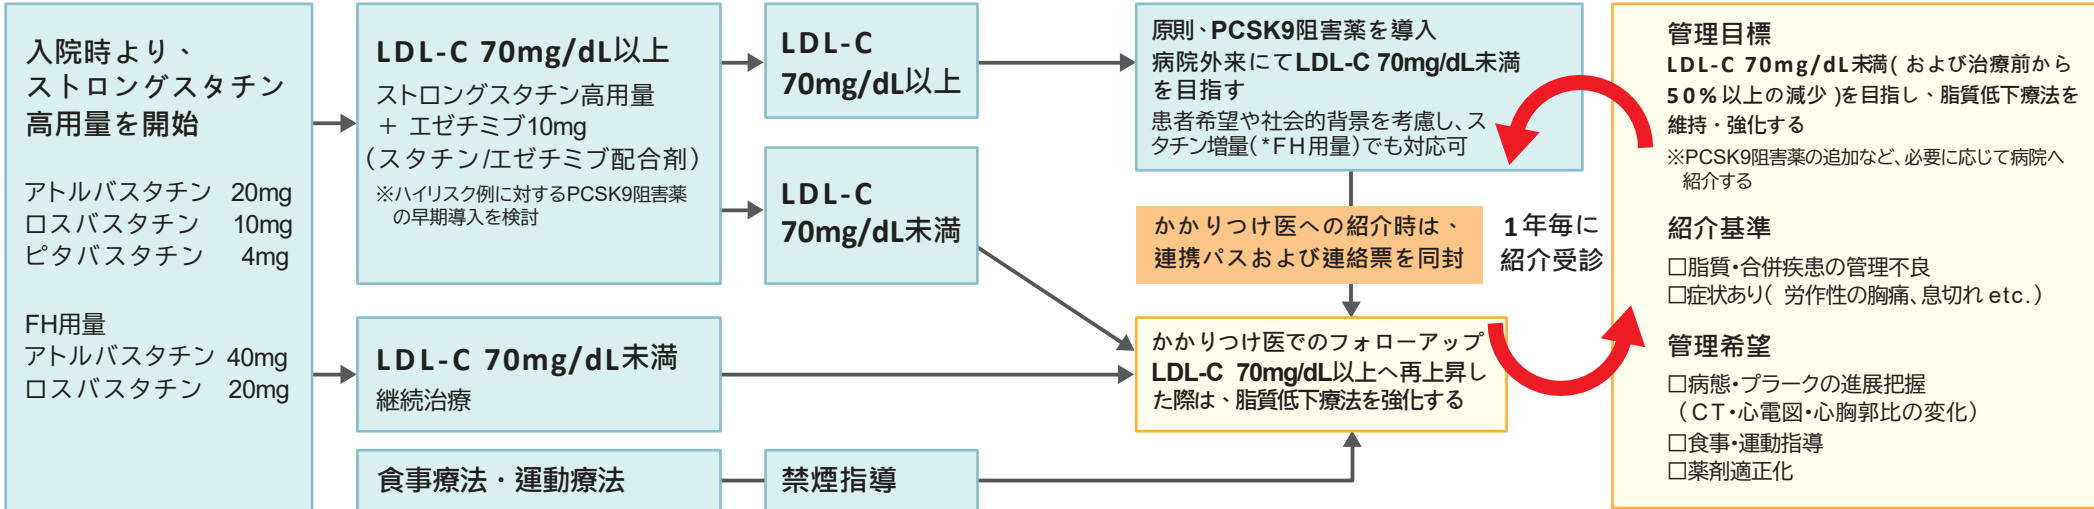 入院時より、
ストロングスタチン
高用量を開始
アトルバスタチン 20mg
ロスバスタチン 10mg
ピタバスタチン 4mg
FH用量
アトルバスタチン 40mg
ロスバスタチン 20mg
LDL-C 70mg/dL以上
ストロングスタチン高用量
+ エゼチミブ10mg
(スタチン/エゼチミブ配合剤)
※ハイリスク例に対するPCSK9阻害薬
の早期導入を検討
LDL-C 70mg/dL未満
継続治療
食事療法・運動療法
LDL-C
70mg/dL以上
LDL-C
70mg/dL未満
禁煙指導
原則、PCSK9阻害薬を導入
病院外来にてLDL-C 70mg/dL未満
を目指す
患者希望や社会的背景を考慮し、ス
タチン増量(*FH用量)でも対応可
かかりつけ医への紹介時は、
連携パスおよび連絡票を同封
かかりつけ医でのフォローアップ
LDL-C 70mg/dL以上へ再上昇し
た際は、脂質低下療法を強化する
1年毎に
紹介受診
管理目標
LDL-C 70mg/dL未満(および治療前から
50%以上の減少)を目指し、脂質低下療法を
維持・強化する
※PCSK9阻害薬の追加など、必要に応じて病院へ
紹介する
紹介基準
□脂質・合併疾患の管理不良
□症状あり(労作性の胸痛、息切れ etc.)
管理希望
□病態・プラークの進展把握
(CT・心電図・心胸郭比の変化)
□食事・運動指導
□薬剤適正化